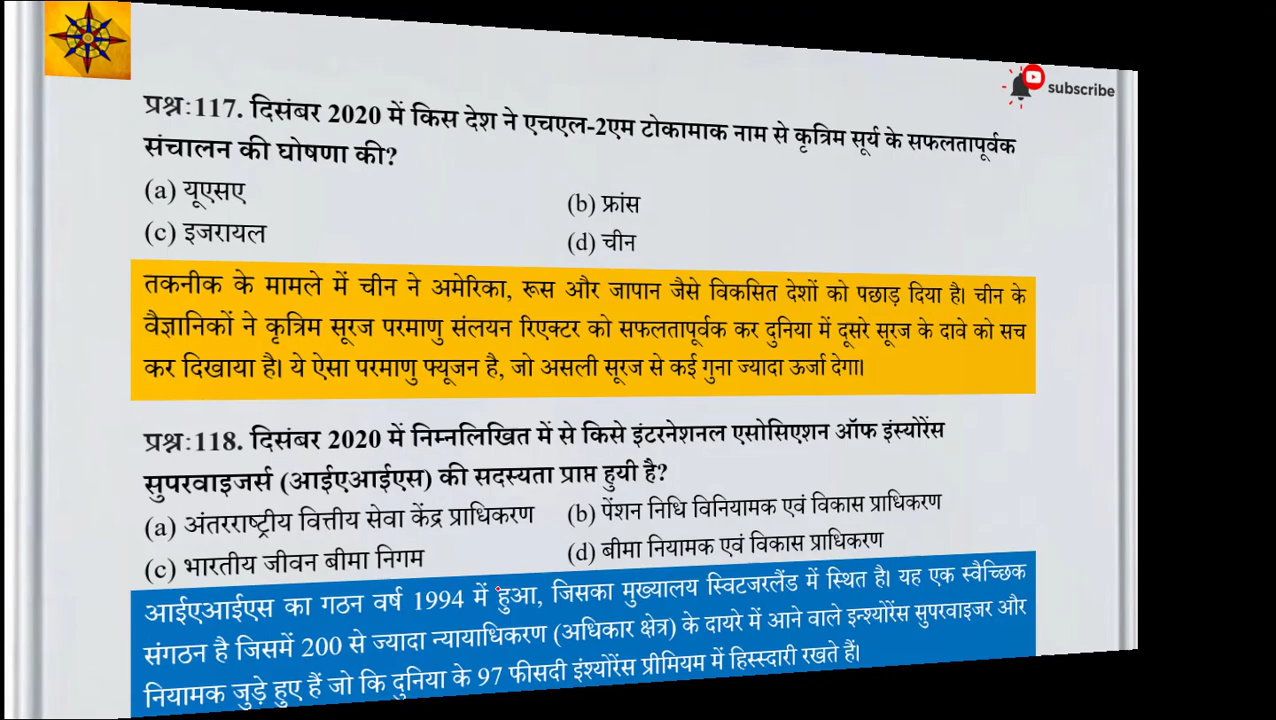 subscribe
प्रश्न:117. दिसंबर 2020 में किस देश ने एचएल-2एम टोकामाक नाम से कृत्रिम सूर्य के सफलतापूर्वक
संचालन की घोषणा की?
(a) यूएसए (b) फ्रांस
(c) इजरायल (d) चीन
तकनीक के मामले में चीन ने अमेरिका, रूस और जापान जैसे विकसित देशों को पछाड़ दिया है। चीन के
वैज्ञानिकों ने कृत्रिम सूरज परमाणु संलयन रिएक्टर को सफलतापूर्वक कर दुनिया में दूसरे सूरज के दावे को सच
कर दिखाया है। ये ऐसा परमाणु फ्यूजन है, जो असली सूरज से कई गुना ज्यादा ऊर्जा देगा।
प्रश्न:118. दिसंबर 2020 में निम्नलिखित में से किसे इंटरनेशनल एसोसिएशन ऑफ इंस्योरेंस
सुपरवाइजर्स (आईएआईएस) की सदस्यता प्राप्त हुयी है?
(a) अंतरराष्ट्रीय वित्तीय सेवा केंद्र प्राधिकरण (b) पेंशन निधि विनियामक एवं विकास प्राधिकरण
(c) भारतीय जीवन बीमा निगम (d) बीमा नियामक एवं विकास प्राधिकरण
आईएआईएस का गठन वर्ष 1994 में हुआ, जिसका मुख्यालय स्विटजरलैंड में स्थित है। यह एक स्वैच्छिक
संगठन है जिसमें 200 से ज्यादा न्यायाधिकरण (अधिकार क्षेत्र) के दायरे में आने वाले इन्श्योरेंस सुपरवाइजर और
नियामक जुड़े हुए हैं जो कि दुनिया के 97 फीसदी इंश्योरेंस प्रीमियम में हिस्स्दारी रखते हैं।